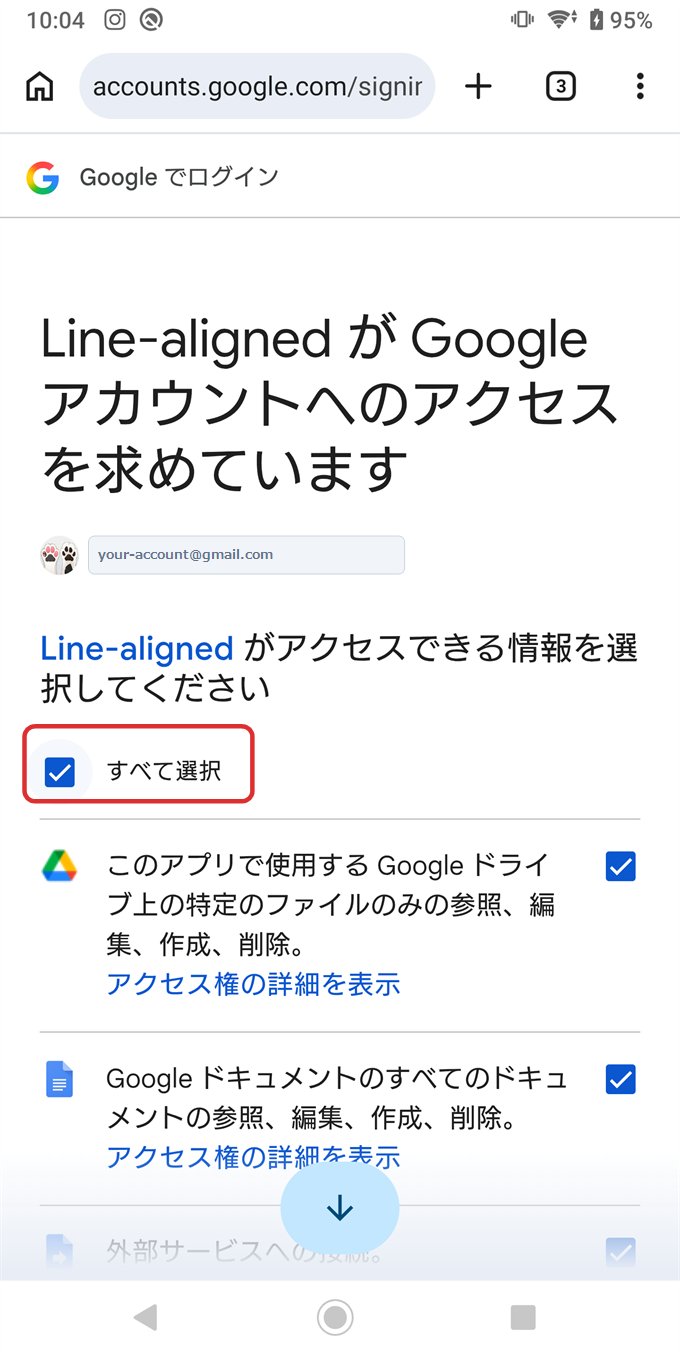 10:04
95%
accounts.google.com/signir
3
Google でログイン
Line-aligned が Google
アカウントへのアクセス
を求めています
your-account@gmail.com
Line-aligned がアクセスできる情報を選
択してください
すべて選択
このアプリで使用する Google ドライ
ブ上の特定のファイルのみの参照、編
集、作成、削除。
アクセス権の詳細を表示
Google ドキュメントのすべてのドキュ
メントの参照、編集、作成、削除。
アクセス権の詳細を表示
外部サービスへの接続。